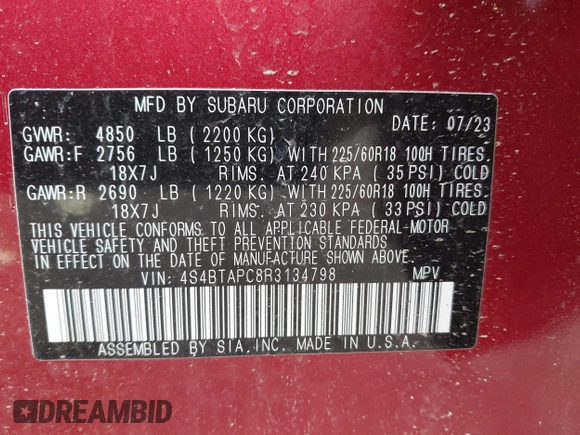 MFD BY SUBARU CORPORATION
GVWR: 4850 LB (2200 KG) DATE: 07/23
GAWR:F 2756 LB (1250 KG) WITH 225/60R18 100H TIRES.
18X7J RIMS. AT 240 KPA (35 PSI) COLD
GAWR:R 2690 LB (1220 KG) WITH 225/60R18 100H TIRES.
18X7J RIMS. AT 230 KPA (33 PSI) COLD
THIS VEHICLE CONFORMS TO ALL APPLICABLE FEDERAL-MOTOR
VEHICLE SAFETY AND THEFT PREVENTION STANDARDS
IN EFFECT ON THE DATE OF MANUFACTURE SHOWN ABOVE.
VIN: 4S4BTAPC8R3134798 MPV
ASSEMBLED BY SIA,INC. MADE IN U.S.A.
DREAMBID